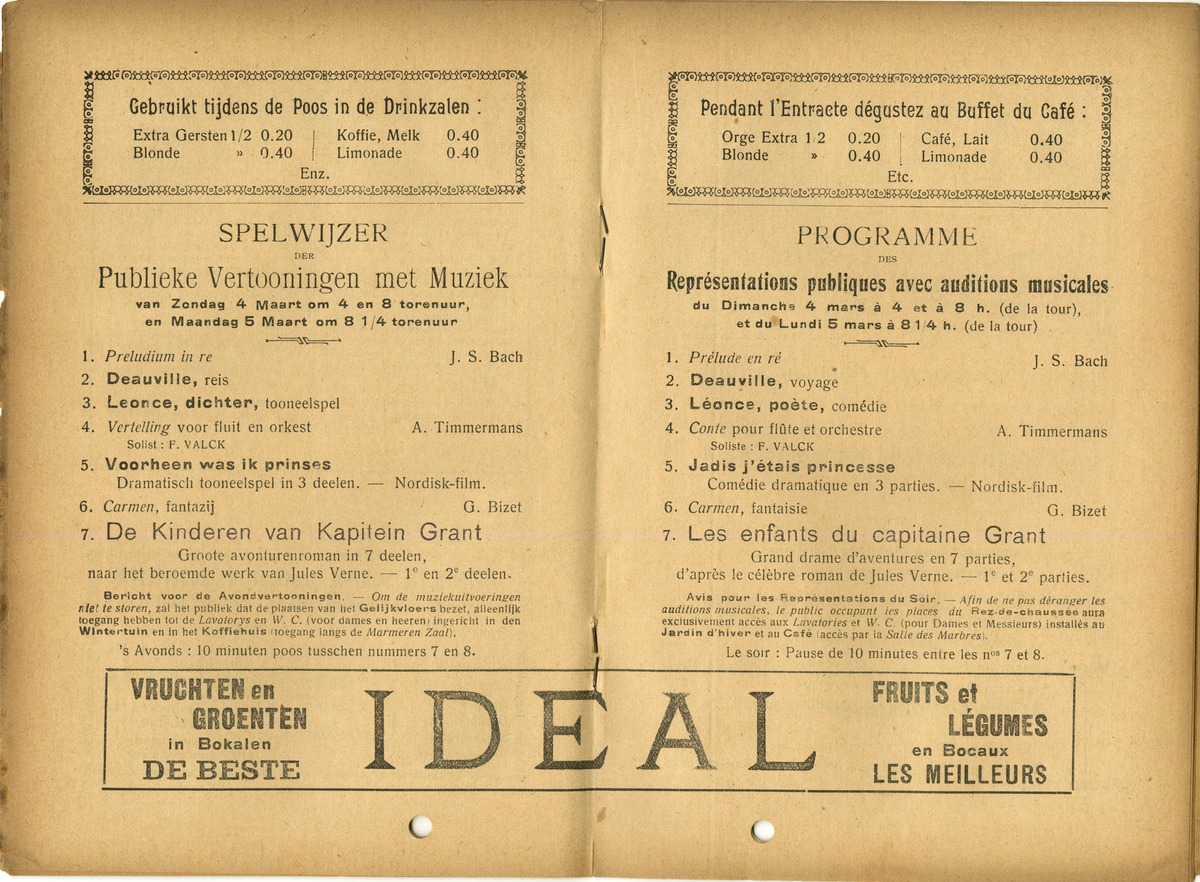 Gebruikt tijdens de Poos in de Drinkzalen :
Extra Gersten 1/2 0.20 | Koffie, Melk 0.40
Blonde » 0.40 | Limonade 0.40
Enz.
SPELWIJZER
DER
Publieke Vertooningen met Muziek
van Zondag 4 Maart om 4 en 8 torenuur,
en Maandag 5 Maart om 8 1/4 torenuur
1. Preludium in re J. S. Bach
2. Deauville, reis
3. Leonce, dichter, tooneelspel
4. Vertelling voor fluit en orkest A. Timmermans
Solist : F. VALCK
5. Voorheen was ik prinses
Dramatisch tooneelspel in 3 deelen. — Nordisk-film.
6. Carmen, fantazij G. Bizet
7. De Kinderen van Kapitein Grant
Groote avonturenroman in 7 deelen,
naar het beroemde werk van Jules Verne. — 1e en 2e deelen.
Bericht voor de Avondvertooningen. — Om de muziekuitvoeringen
niet te storen, zal het publiek dat de plaatsen van het Gelijkvloers bezet, alleenlijk
toegang hebben tot de Lavatorys en W. C. (voor dames en heeren) ingericht in den
Wintertuin en in het Koffiehuis (toegang langs de Marmeren Zaal).
's Avonds : 10 minuten poos tusschen nummers 7 en 8.
Pendant l'Entracte dégustez au Buffet du Café :
Orge Extra 1/2 0.20 | Café, Lait 0.40
Blonde » 0.40 | Limonade 0.40
Etc.
PROGRAMME
DES
Représentations publiques avec auditions musicales
du Dimanche 4 mars à 4 et à 8 h. (de la tour),
et du Lundi 5 mars à 8 1/4 h. (de la tour)
1. Prélude en ré J. S. Bach
2. Deauville, voyage
3. Léonce, poète, comédie
4. Conte pour flûte et orchestre A. Timmermans
Soliste : F. VALCK
5. Jadis j'étais princesse
Comédie dramatique en 3 parties. — Nordisk-film.
6. Carmen, fantaisie G. Bizet
7. Les enfants du capitaine Grant
Grand drame d'aventures en 7 parties,
d'après le célèbre roman de Jules Verne. — 1e et 2e parties.
Avis pour les Représentations du Soir. — Afin de ne pas déranger les
auditions musicales, le public occupant les places du Rez-de-chaussée aura
exclusivement accès aux Lavatories et W. C. (pour Dames et Messieurs) installés au
Jardin d'hiver et au Café (accès par la Salle des Marbres).
Le soir : Pause de 10 minutes entre les nos 7 et 8.
VRUCHTEN en
GROENTEN
in Bokalen
DE BESTE
IDEAL
FRUITS et
LÉGUMES
en Bocaux
LES MEILLEURS